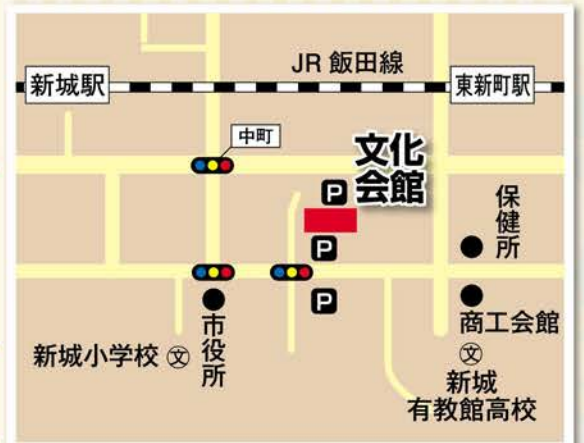 JR 飯田線
新城駅
東新町駅
中町
文化
会館
P
保健所
P
P
市役所
商工会館
新城小学校 文
文
新城
有教館高校